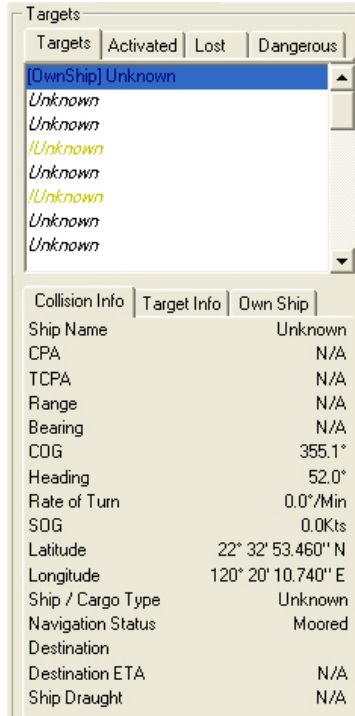 Targets
Targets Activated Lost Dangerous
[OwnShip] Unknown
Unknown
Unknown
!Unknown
Unknown
!Unknown
Unknown
Unknown
Collision Info Target Info Own Ship
Ship Name Unknown
CPA N/A
TCPA N/A
Range N/A
Bearing N/A
COG 355.1°
Heading 52.0°
Rate of Turn 0.0°/Min
SOG 0.0Kts
Latitude 22° 32' 53.460'' N
Longitude 120° 20' 10.740'' E
Ship / Cargo Type Unknown
Navigation Status Moored
Destination
Destination ETA N/A
Ship Draught N/A